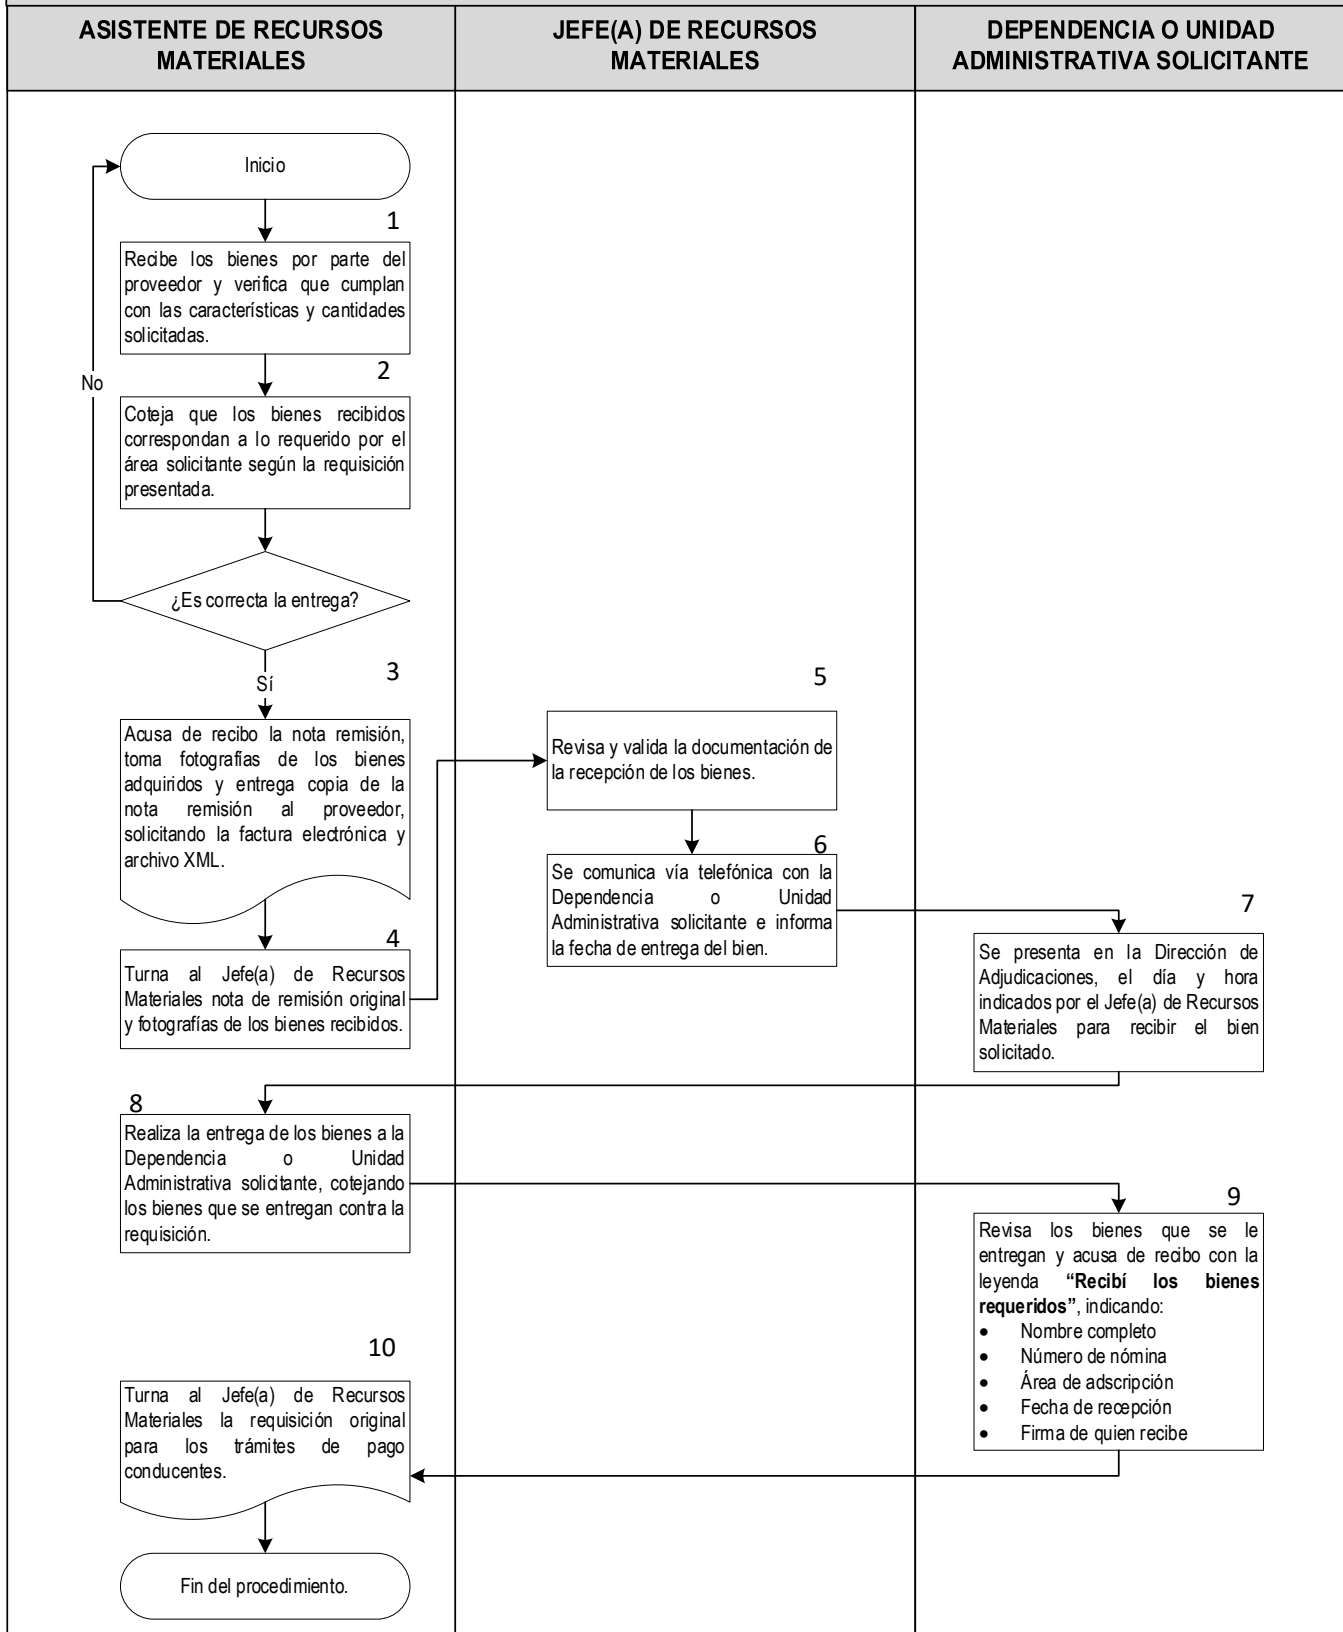 ASISTENTE DE RECURSOS
MATERIALES
JEFE(A) DE RECURSOS
MATERIALES
DEPENDENCIA O UNIDAD
ADMINISTRATIVA SOLICITANTE
Inicio
1
Recibe los bienes por parte del
proveedor y verifica que cumplan
con las características y cantidades
solicitadas.
No
2
Coteja que los bienes recibidos
correspondan a lo requerido por el
área solicitante según la requisición
presentada.
¿Es correcta la entrega?
Sí
3
Acusa de recibo la nota remisión,
toma fotografías de los bienes
adquiridos y entrega copia de la
nota remisión al proveedor,
solicitando la factura electrónica y
archivo XML.
4
Turna al Jefe(a) de Recursos
Materiales nota de remisión original
y fotografías de los bienes recibidos.
5
Revisa y valida la documentación de
la recepción de los bienes.
6
Se comunica vía telefónica con la
Dependencia o Unidad
Administrativa solicitante e informa
la fecha de entrega del bien.
7
Se presenta en la Dirección de
Adjudicaciones, el día y hora
indicados por el Jefe(a) de Recursos
Materiales para recibir el bien
solicitado.
8
Realiza la entrega de los bienes a la
Dependencia o Unidad
Administrativa solicitante, cotejando
los bienes que se entregan contra la
requisición.
9
Revisa los bienes que se le
entregan y acusa de recibo con la
leyenda “Recibí los bienes
requeridos”, indicando:
• Nombre completo
• Número de nómina
• Área de adscripción
• Fecha de recepción
• Firma de quien recibe
10
Turna al Jefe(a) de Recursos
Materiales la requisición original
para los trámites de pago
conducentes.
Fin del procedimiento.